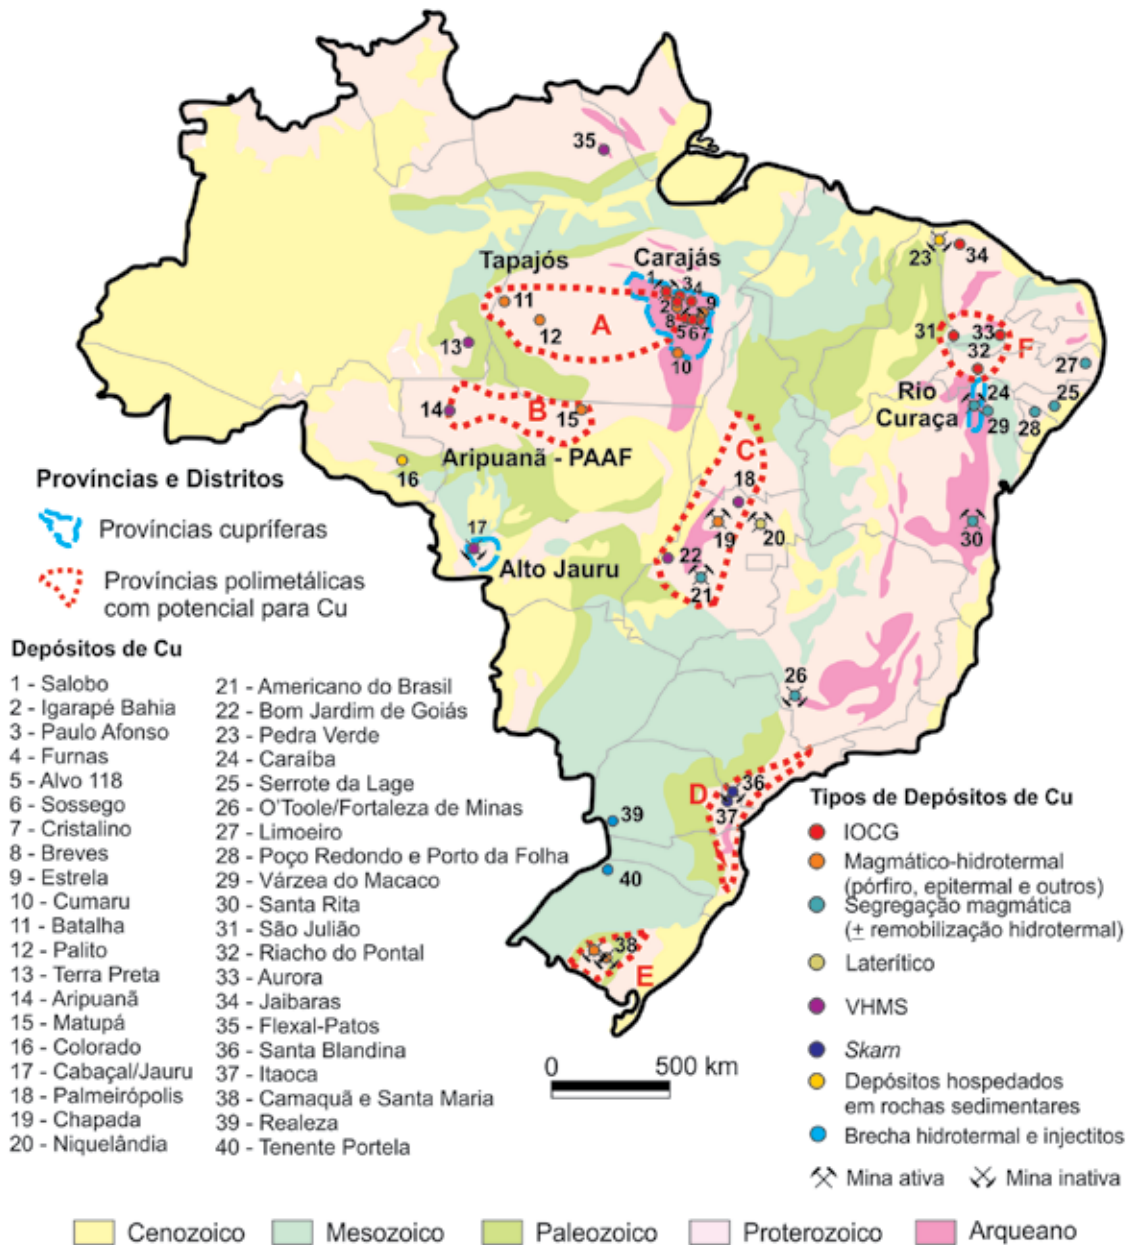 35
23
34
Tapajós
Carajás
1
3
4
2
9
8
5
6
7
11
A
12
10
13
31
33
F
32
27
Rio
Curaça
24
25
29
28
14
B
15
Aripuanã - PAAF
16
C
18
19
20
30
17
Alto Jauru
22
21
26
D
36
37
39
40
38
E
Províncias e Distritos
Províncias cupríferas
Províncias polimetálicas
com potencial para Cu
Depósitos de Cu
1 - Salobo
2 - Igarapé Bahia
3 - Paulo Afonso
4 - Furnas
5 - Alvo 118
6 - Sossego
7 - Cristalino
8 - Breves
9 - Estrela
10 - Cumaru
11 - Batalha
12 - Palito
13 - Terra Preta
14 - Aripuanã
15 - Matupá
16 - Colorado
17 - Cabaçal/Jauru
18 - Palmeirópolis
19 - Chapada
20 - Niquelândia
21 - Americano do Brasil
22 - Bom Jardim de Goiás
23 - Pedra Verde
24 - Caraíba
25 - Serrote da Lage
26 - O'Toole/Fortaleza de Minas
27 - Limoeiro
28 - Poço Redondo e Porto da Folha
29 - Várzea do Macaco
30 - Santa Rita
31 - São Julião
32 - Riacho do Pontal
33 - Aurora
34 - Jaibaras
35 - Flexal-Patos
36 - Santa Blandina
37 - Itaoca
38 - Camaquã e Santa Maria
39 - Realeza
40 - Tenente Portela
0 500 km
Tipos de Depósitos de Cu
IOCG
Magmático-hidrotermal
(pórfiro, epitermal e outros)
Segregação magmática
(± remobilização hidrotermal)
Laterítico
VHMS
Skarn
Depósitos hospedados
em rochas sedimentares
Brecha hidrotermal e injectitos
Mina ativa
Mina inativa
Cenozoico
Mesozoico
Paleozoico
Proterozoico
Arqueano